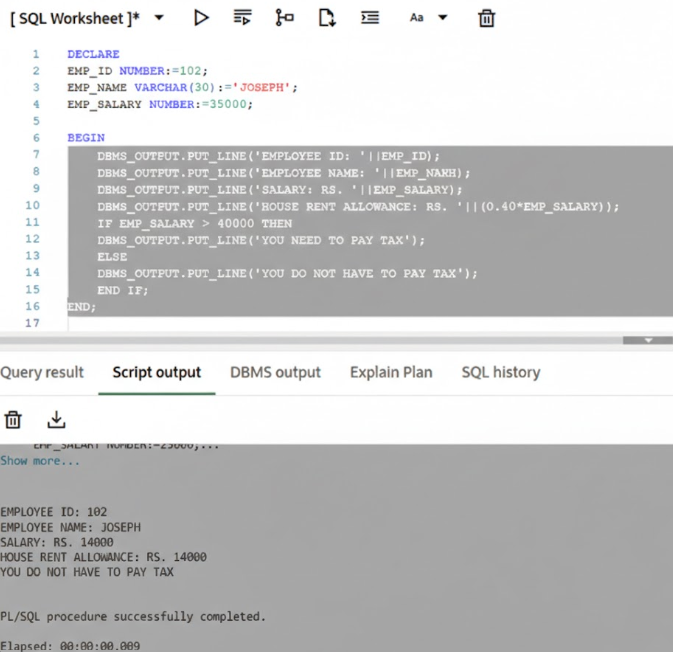 [ SQL Worksheet ]*
Aa
1 DECLARE
2 EMP_ID NUMBER:=102;
3 EMP_NAME VARCHAR(30):='JOSEPH';
4 EMP_SALARY NUMBER:=35000;
5
6 BEGIN
7 DBMS_OUTPUT.PUT_LINE('EMPLOYEE ID: '||EMP_ID);
8 DBMS_OUTPUT.PUT_LINE('EMPLOYEE NAME: '||EMP_NAKH);
9 DBMS_OUTPUT.PUT_LINE('SALARY: RS. '||EMP_SALARY);
10 DBMS_OUTPUT.PUT_LINE('HOUSE RENT ALLOWANCE: RS. '||(0.40*EMP_SALARY));
11 IF EMP_SALARY > 40000 THEN
12 DBMS_OUTPUT.PUT_LINE('YOU NEED TO PAY TAX');
13 ELSE
14 DBMS_OUTPUT.PUT_LINE('YOU DO NOT HAVE TO PAY TAX');
15 END IF;
16 END;
17
Query result Script output DBMS output Explain Plan SQL history
Show more...
EMPLOYEE ID: 102
EMPLOYEE NAME: JOSEPH
SALARY: RS. 14000
HOUSE RENT ALLOWANCE: RS. 14000
YOU DO NOT HAVE TO PAY TAX
PL/SQL procedure successfully completed.
Elapsed: 00:00:00.009